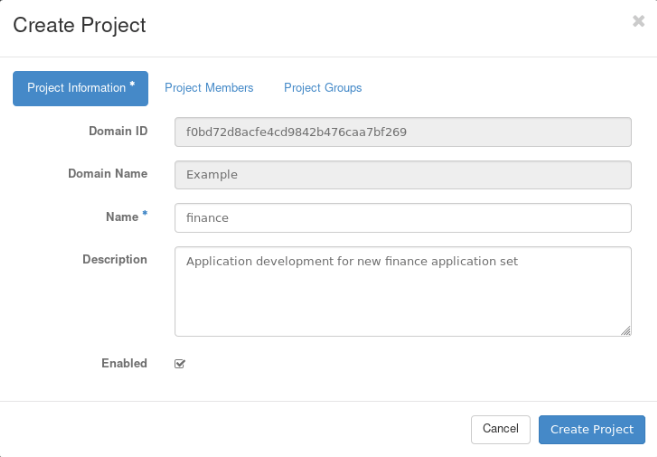 Create Project
Project Information *
Project Members
Project Groups
Domain ID
f0bd72d8acfe4cd9842b476caa7bf269
Domain Name
Example
Name *
finance
Description
Application development for new finance application set
Enabled
Cancel
Create Project